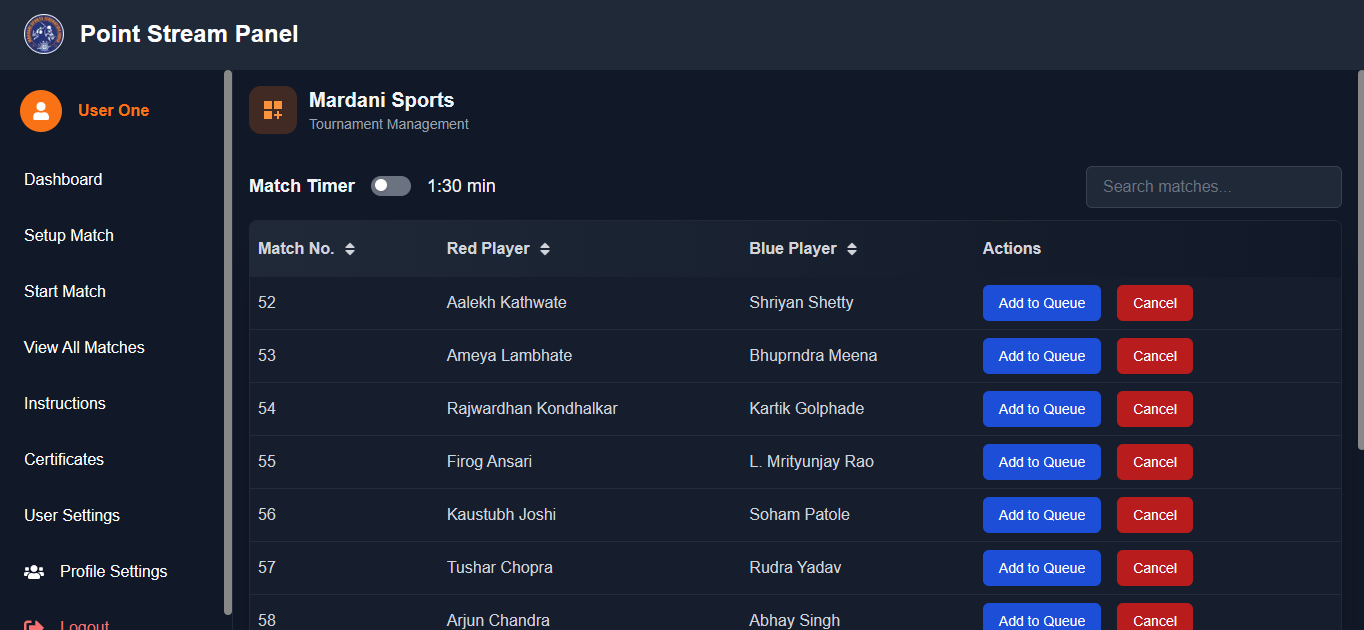 Point Stream Panel
User One
Dashboard
Setup Match
Start Match
View All Matches
Instructions
Certificates
User Settings
Profile Settings
Logout
Mardani Sports
Tournament Management
Match Timer 1:30 min
Search matches...
Match No. Red Player Blue Player Actions
52 Aalekh Kathwate Shriyan Shetty Add to Queue Cancel
53 Ameya Lambhate Bhuprndra Meena Add to Queue Cancel
54 Rajwardhan Kondhalkar Kartik Golphade Add to Queue Cancel
55 Firog Ansari L. Mrityunjay Rao Add to Queue Cancel
56 Kaustubh Joshi Soham Patole Add to Queue Cancel
57 Tushar Chopra Rudra Yadav Add to Queue Cancel
58 Arjun Chandra Abhay Singh Add to Queue Cancel